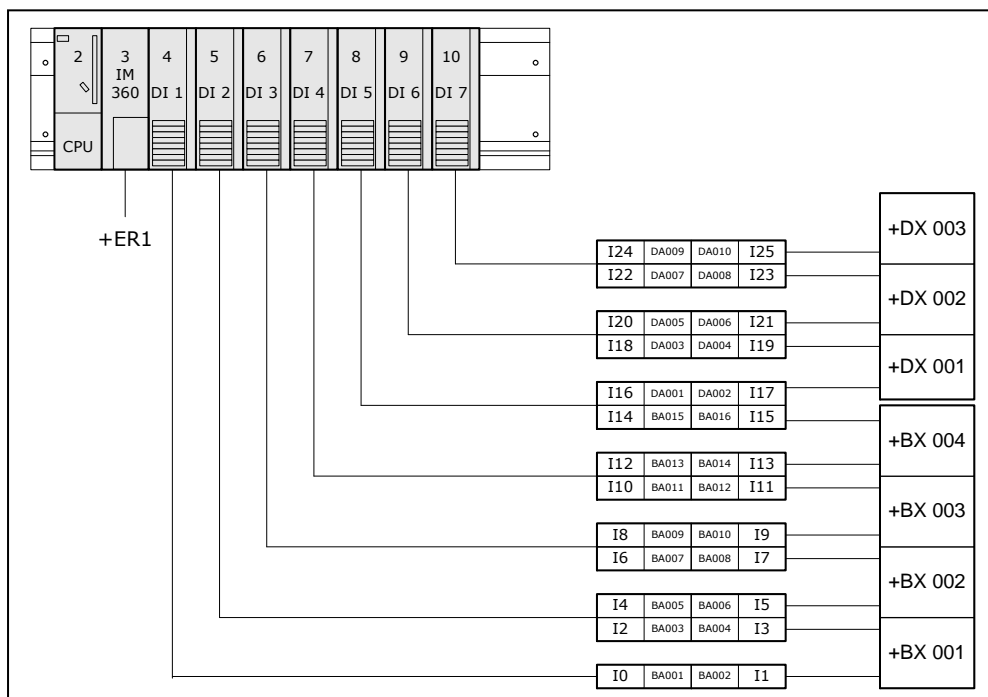 2 3 4 5 6 7 8 9 10
IM
360 DI 1 DI 2 DI 3 DI 4 DI 5 DI 6 DI 7
CPU
+ER1
+DX 003
I24 DA009 DA010 I25
I22 DA007 DA008 I23
+DX 002
I20 DA005 DA006 I21
I18 DA003 DA004 I19
+DX 001
I16 DA001 DA002 I17
I14 BA015 BA016 I15
+BX 004
I12 BA013 BA014 I13
I10 BA011 BA012 I11
+BX 003
I8 BA009 BA010 I9
I6 BA007 BA008 I7
+BX 002
I4 BA005 BA006 I5
I2 BA003 BA004 I3
+BX 001
I0 BA001 BA002 I1